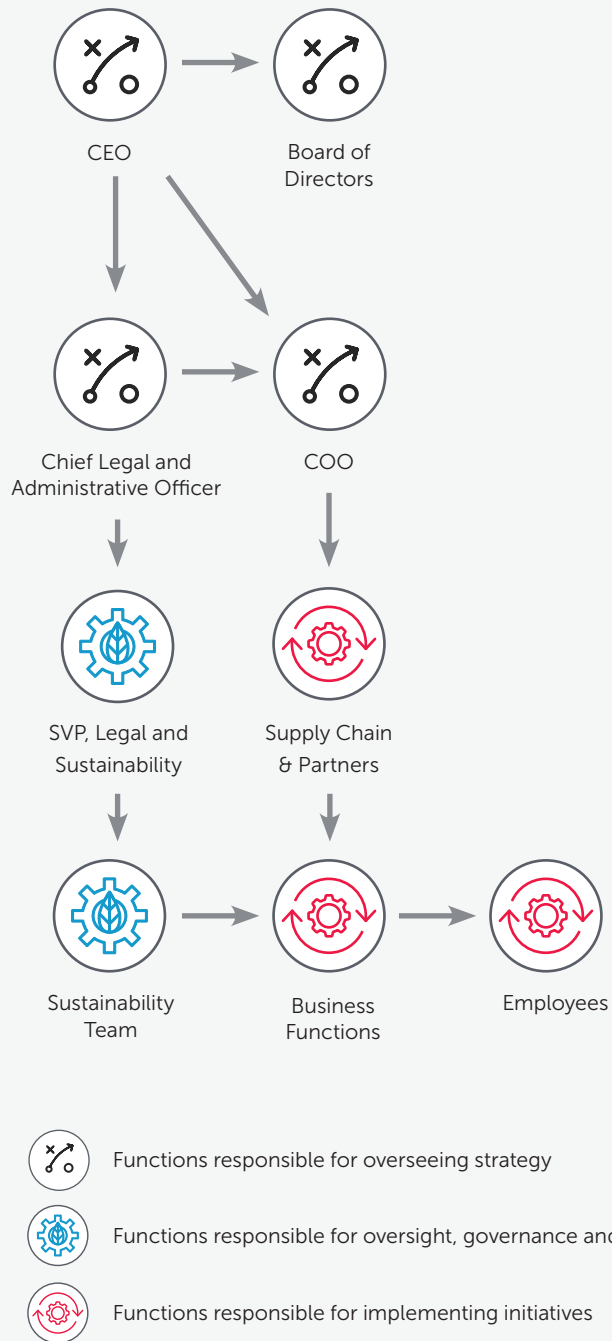 CEO
Board of
Directors
Chief Legal and
Administrative Officer
COO
SVP, Legal and
Sustainability
Supply Chain
& Partners
Sustainability
Team
Business
Functions
Employees
Functions responsible for overseeing strategy
Functions responsible for oversight, governance and
Functions responsible for implementing initiatives